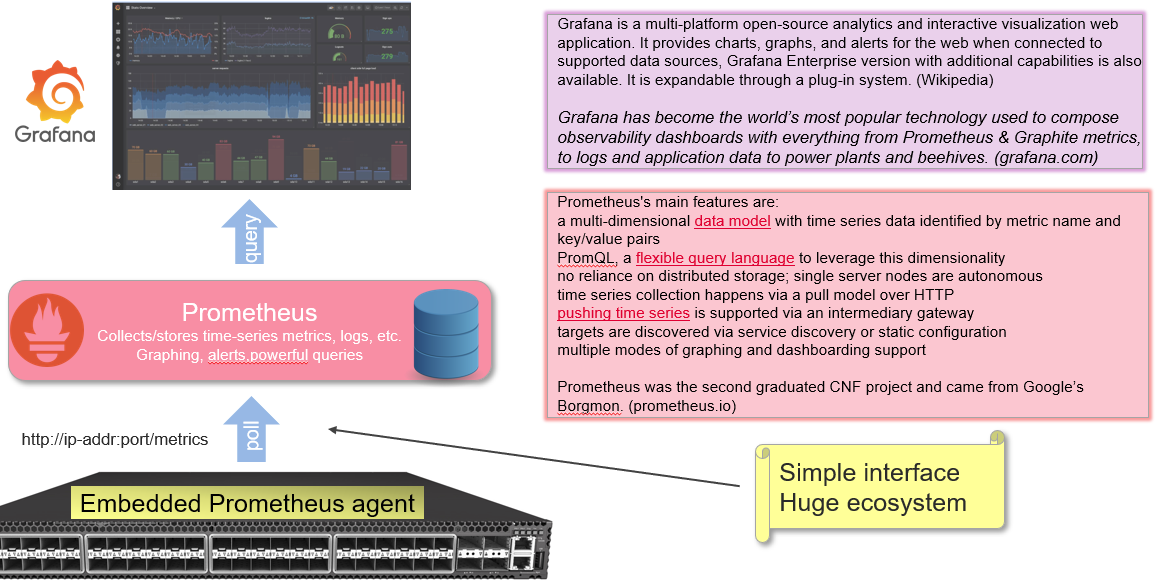 Grafana
Grafana is a multi-platform open-source analytics and interactive visualization web
application. It provides charts, graphs, and alerts for the web when connected to
supported data sources, Grafana Enterprise version with additional capabilities is also
available. It is expandable through a plug-in system. (Wikipedia)
Grafana has become the world's most popular technology used to compose
observability dashboards with everything from Prometheus & Graphite metrics,
to logs and application data to power plants and beehives. (grafana.com)
query
Prometheus
Collects/stores time-series metrics, logs, etc.
Graphing, alerts,powerful queries
Prometheus's main features are:
a multi-dimensional data model with time series data identified by metric name and
key/value pairs
PromQL, a flexible query language to leverage this dimensionality
no reliance on distributed storage; single server nodes are autonomous
time series collection happens via a pull model over HTTP
pushing time series is supported via an intermediary gateway
targets are discovered via service discovery or static configuration
multiple modes of graphing and dashboarding support
Prometheus was the second graduated CNF project and came from Google's
Borgmon. (prometheus.io)
poll
http://ip-addr:port/metrics
Simple interface
Huge ecosystem
Embedded Prometheus agent